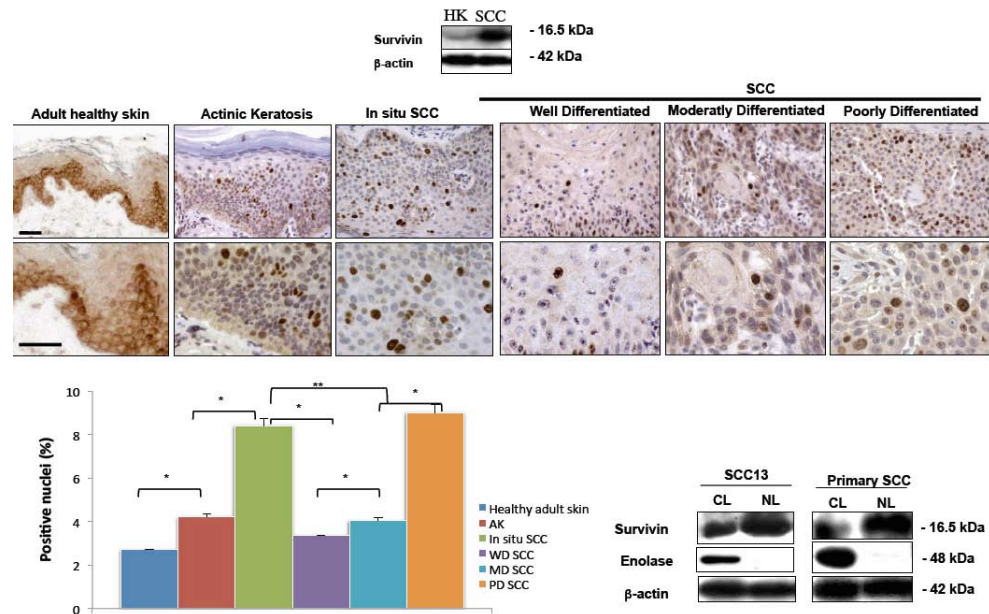 HK SCC
Survivin - 16.5 kDa
β-actin - 42 kDa
SCC
Adult healthy skin Actinic Keratosis In situ SCC Well Differentiated Moderatly Differentiated Poorly Differentiated
Positive nuclei (%)
10
8
6
4
2
0
**
*
*
*
*
*
Healthy adult skin
AK
In situ SCC
WD SCC
MD SCC
PD SCC
SCC13 Primary SCC
CL NL CL NL
Survivin - 16.5 kDa
Enolase - 48 kDa
β-actin - 42 kDa